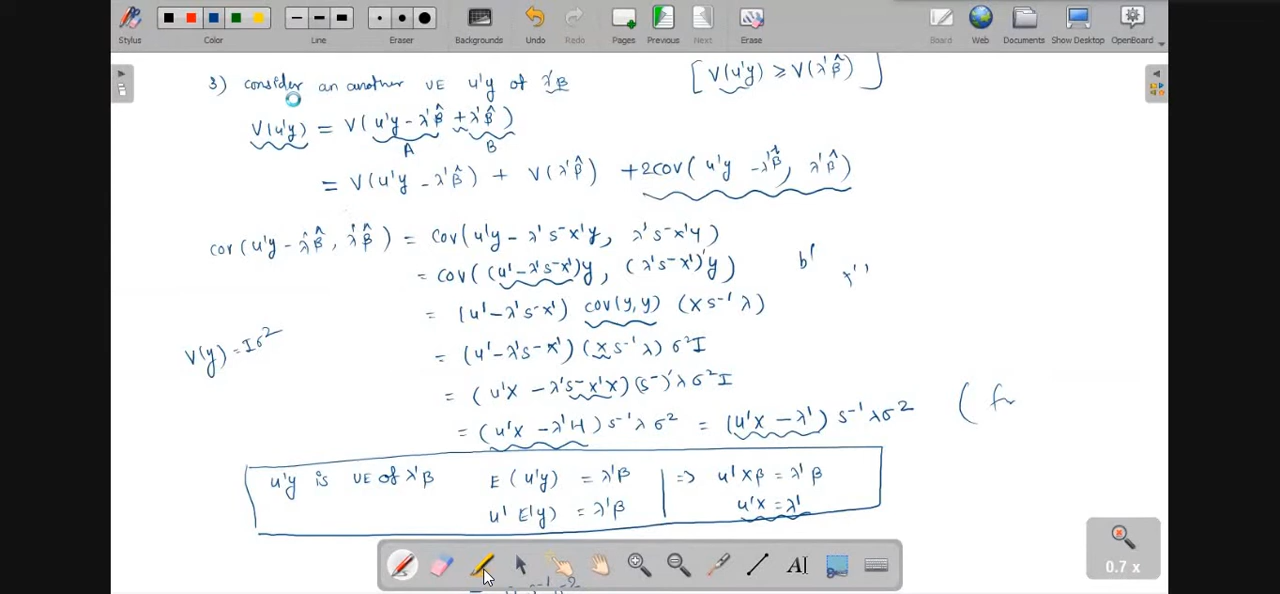 Stylus Color Line Eraser Backgrounds Undo Redo Pages Previous Next Erase Board Web Documents Show Desktop OpenBoard
3) consider an another UE u'y of λ'β [V(u'y) ≥ V(λ'β̂)]
V(u'y) = V(u'y - λ'β̂ + λ'β̂)
A B
= V(u'y - λ'β̂) + V(λ'β̂) + 2cov(u'y - λ'β̂, λ'β̂)
cov(u'y - λ'β̂, λ'β̂) = cov(u'y - λ's⁻x'y, λ's⁻x'y)
= cov((u' - λ's⁻x')y, (λ's⁻x')'y) b'
x''
= (u' - λ's⁻x') cov(y,y) (xs⁻'λ)
V(y) = Iσ² = (u' - λ's⁻x')(xs⁻'λ)σ²I
= (u'x - λ's⁻x'x)(s⁻)'λσ²I
= (u'x - λ'H)s⁻'λσ² = (u'x - λ')s⁻'λσ² (
u'y is UE of λ'β E(u'y) = λ'β ⇒ u'xβ = λ'β
u'E(y) = λ'β u'x = λ'
0.7 x